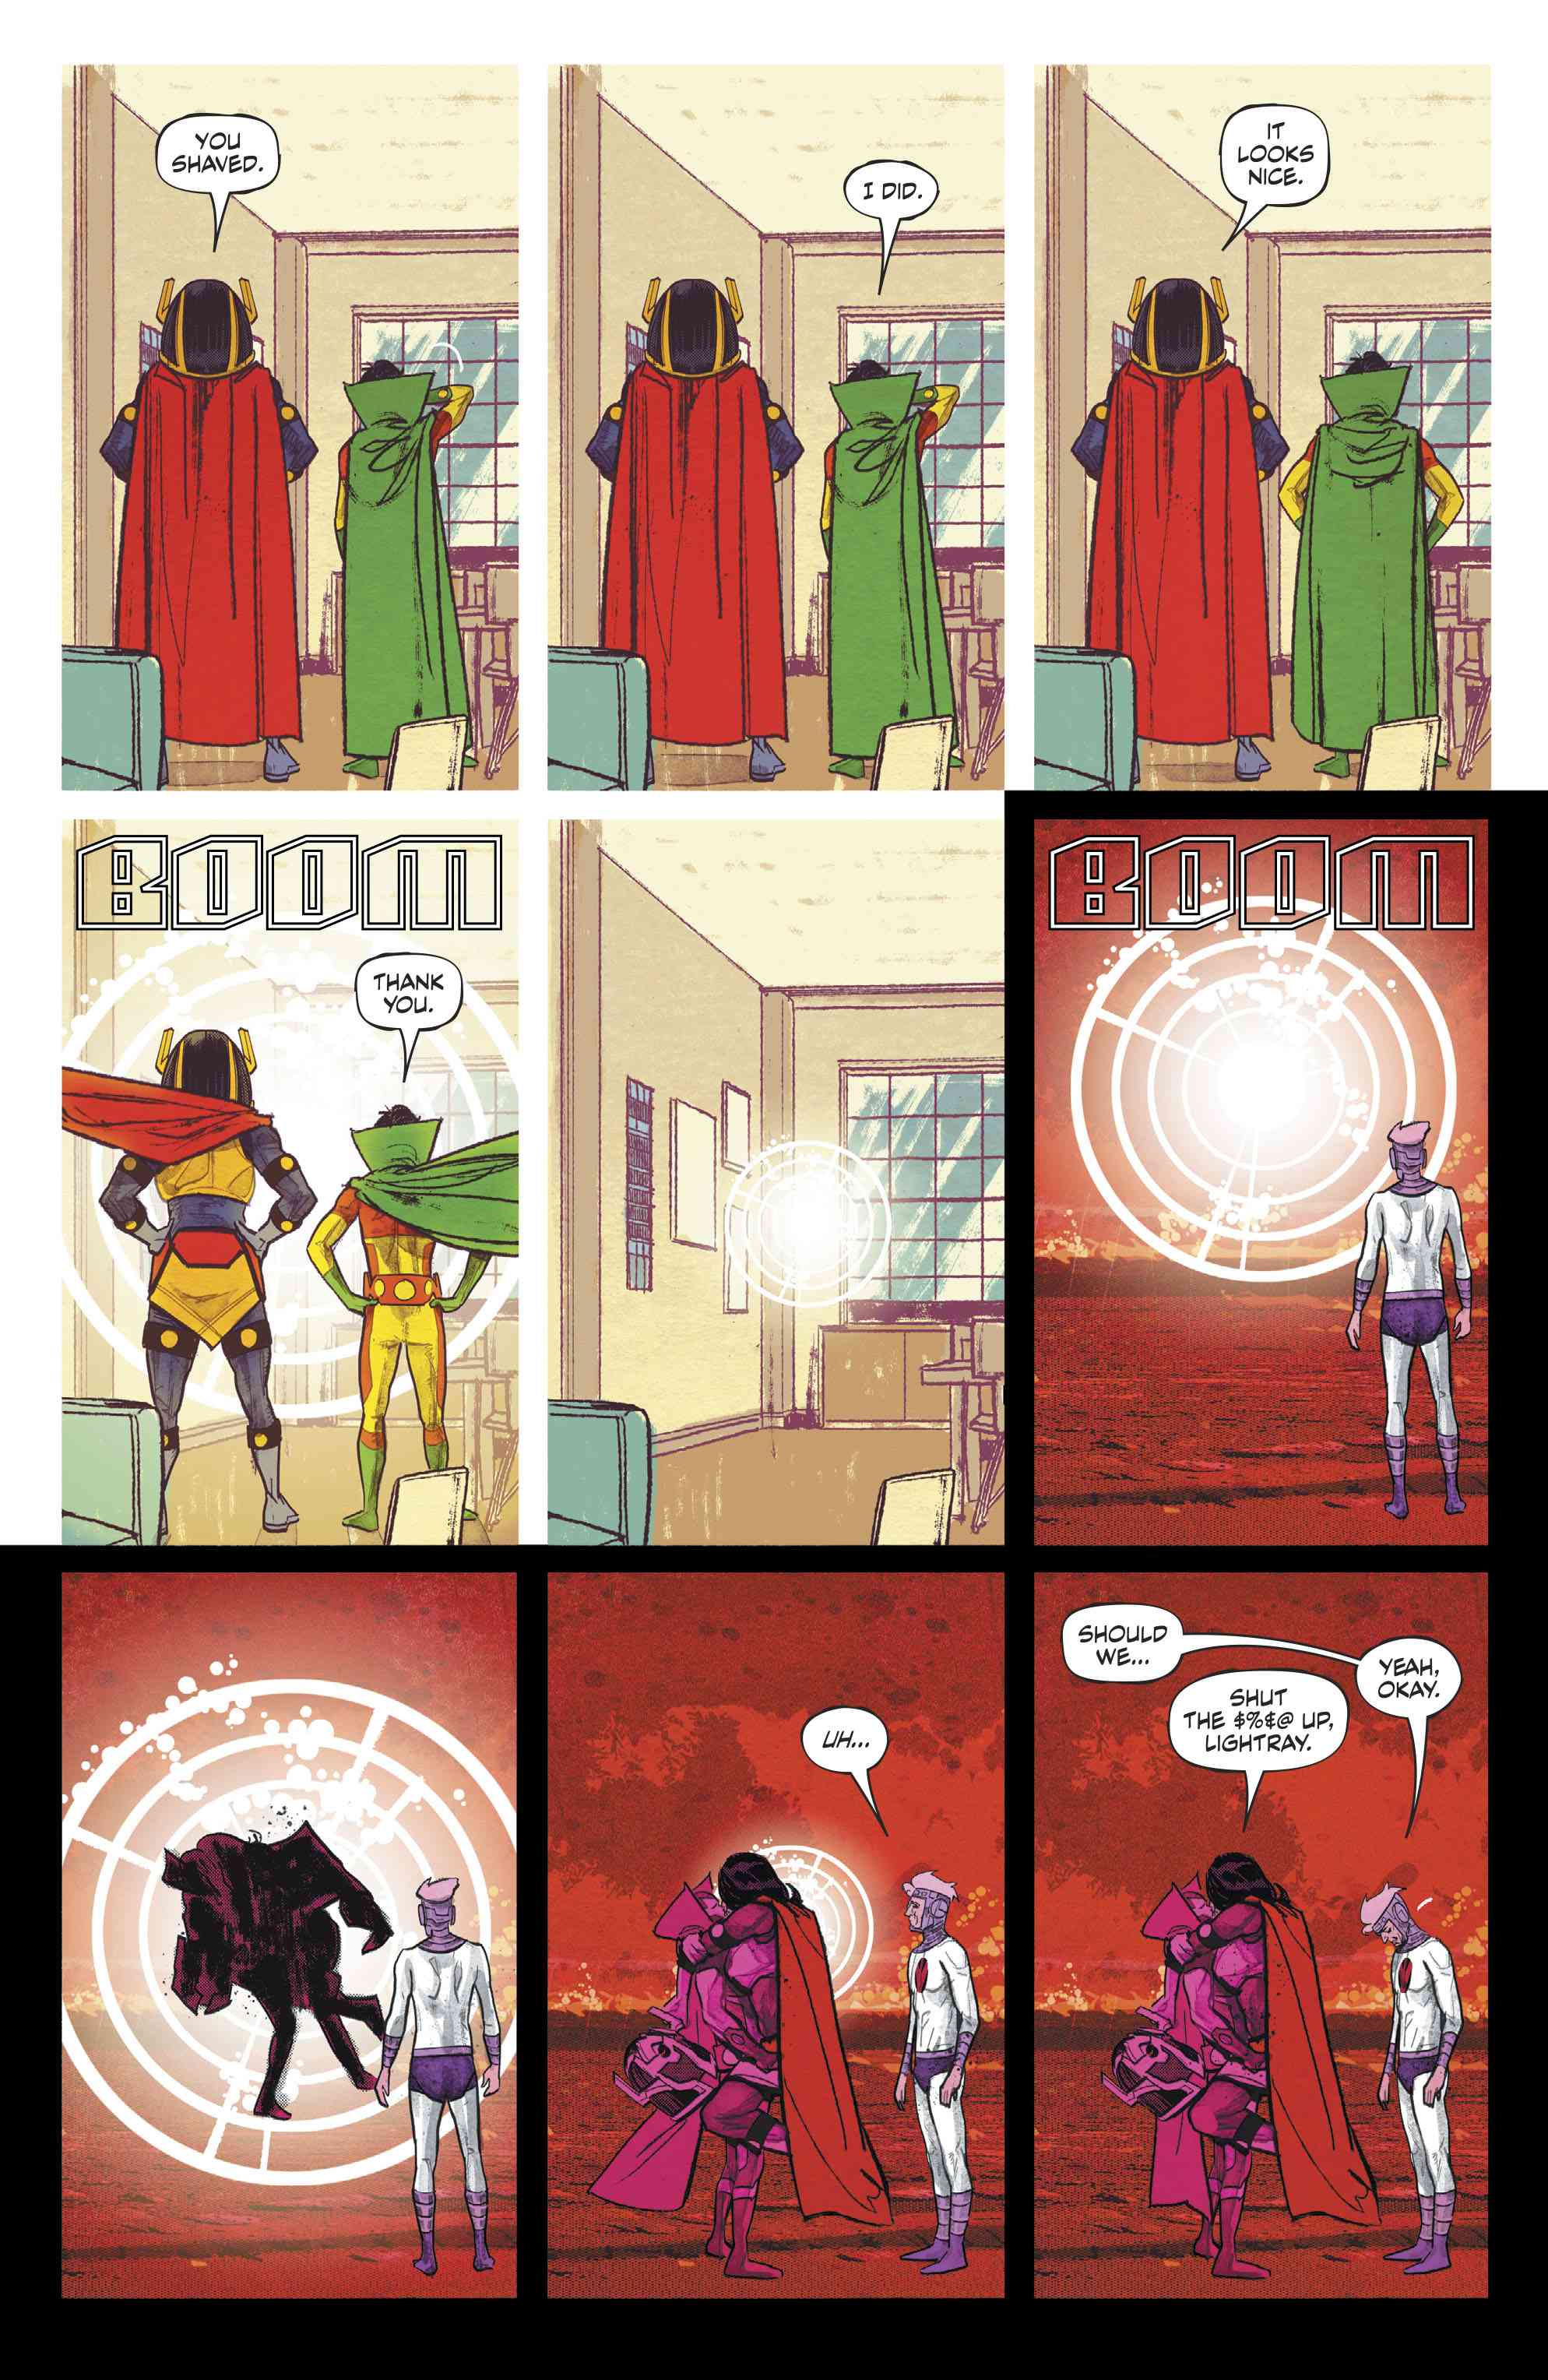 YOU
SHAVED.
I DID.
IT
LOOKS
NICE.
BOOM
THANK
YOU.
BOOM
UH...
SHOULD
WE...
SHUT
THE $%$@ UP,
LIGHTRAY.
YEAH,
OKAY.